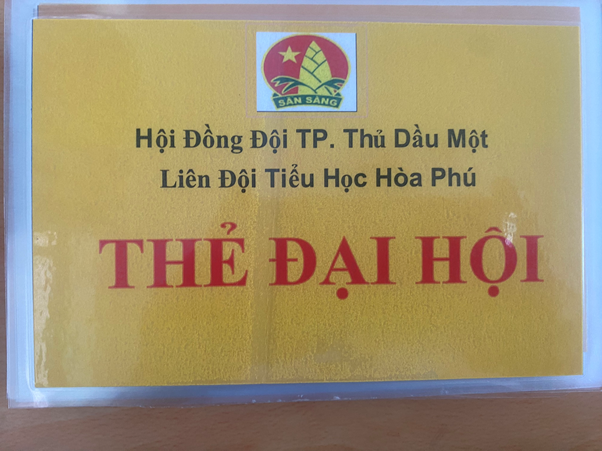 SẴN SÀNG
Hội Đồng Đội TP. Thủ Dầu Một
Liên Đội Tiểu Học Hòa Phú
THẺ ĐẠI HỘI